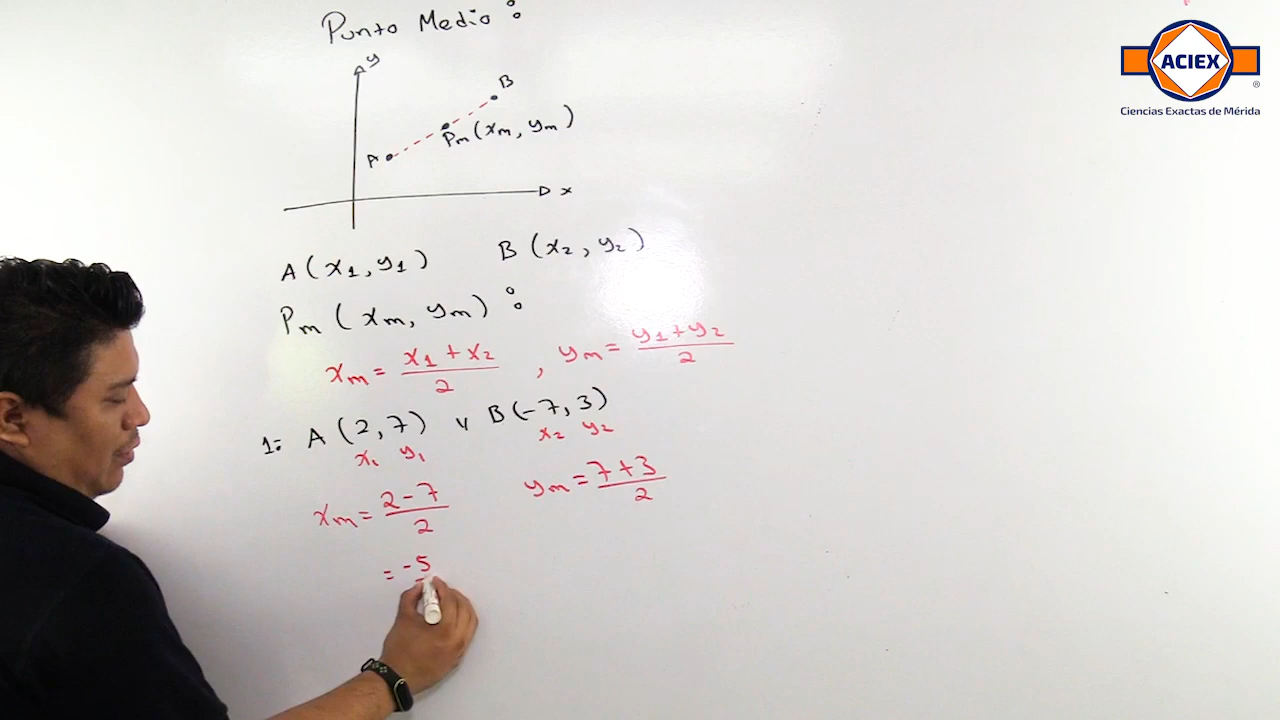 Punto Medio :
y
B
Pm (xm, ym)
A
x
A (x1, y1) B (x2, y2)
Pm (xm, ym) :
xm = (x1 + x2)/2 , ym = (y1 + y2)/2
1: A (2, 7) y B (-7, 3)
x1 y1 x2 y2
xm = (2 - 7)/2 ym = (7 + 3)/2
= -5
ACIEX
®
Ciencias Exactas de Mérida